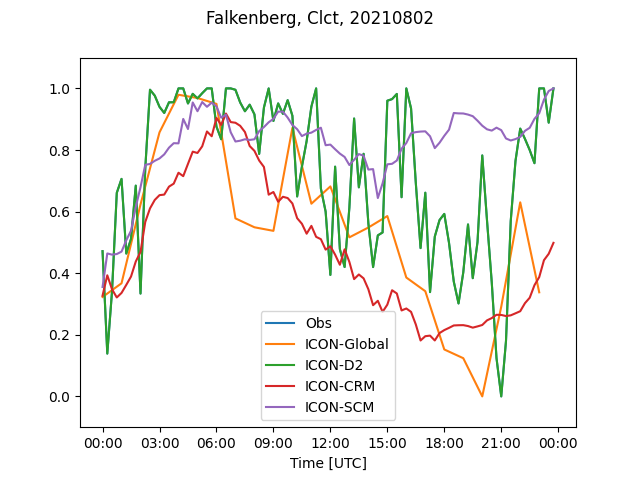 Falkenberg, Clct, 20210802
1.0
0.8
0.6
0.4
0.2
0.0
Obs
ICON-Global
ICON-D2
ICON-CRM
ICON-SCM
00:00 03:00 06:00 09:00 12:00 15:00 18:00 21:00 00:00
Time [UTC]